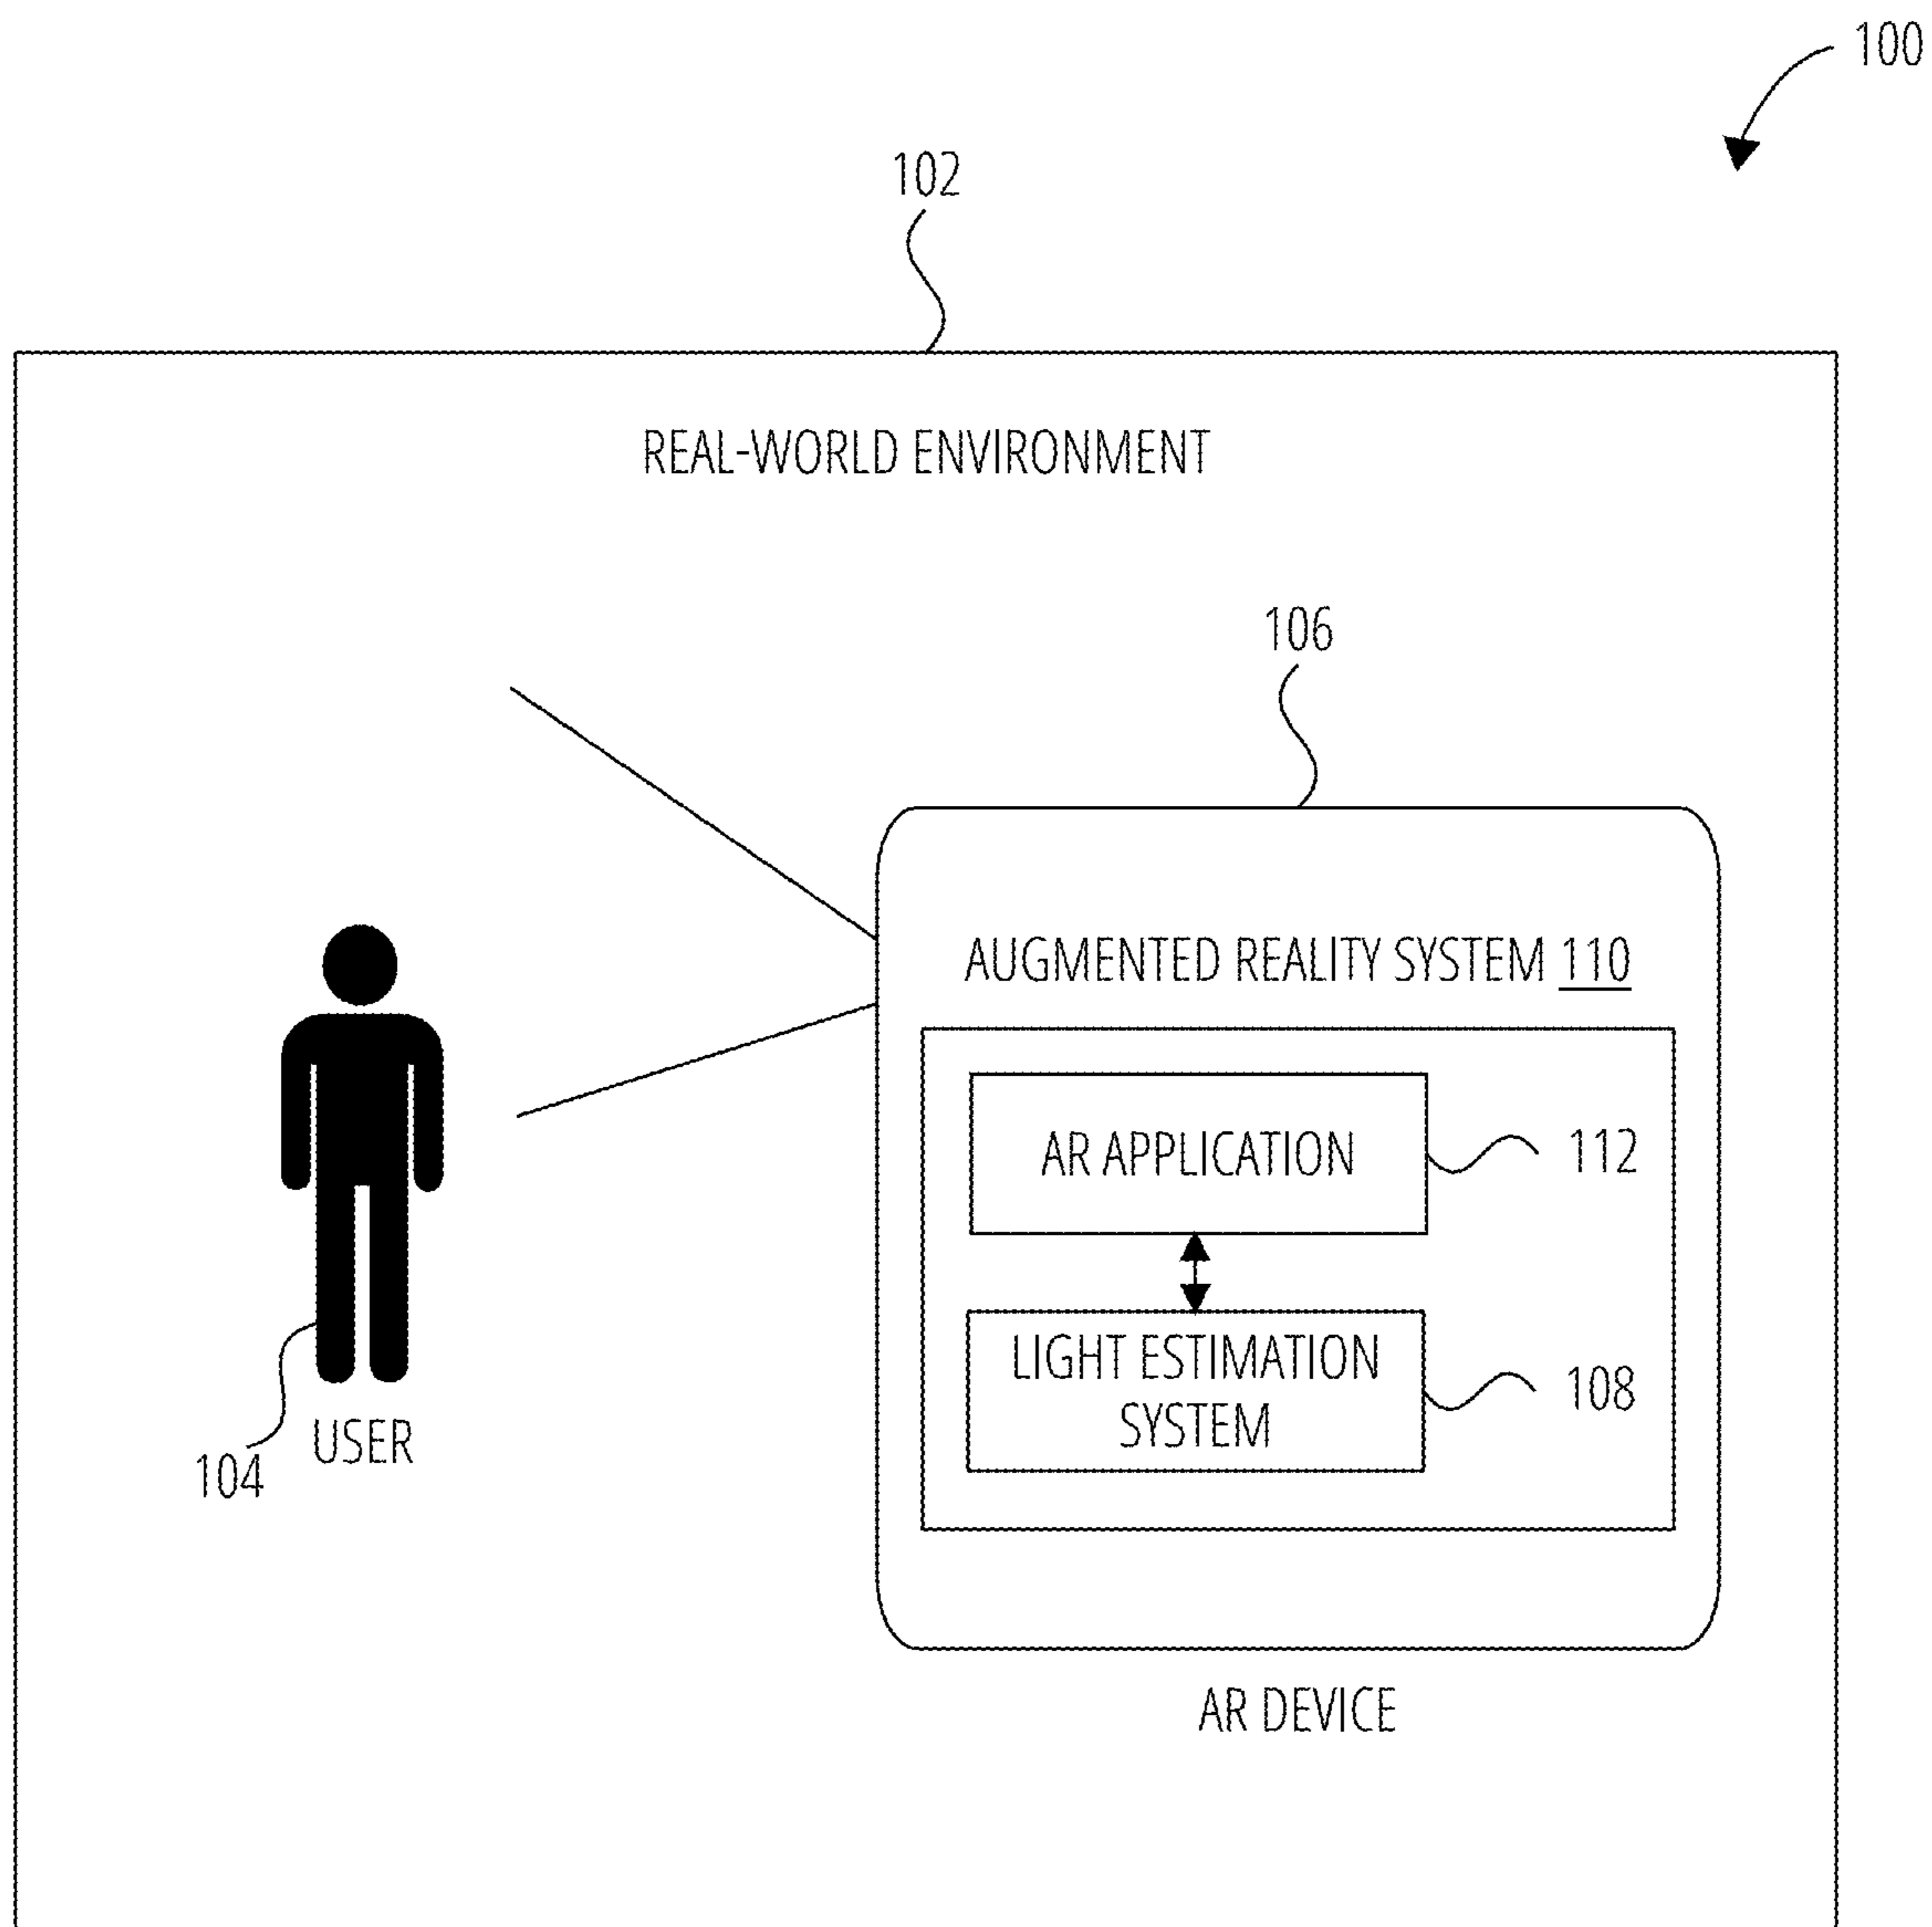 100
102
REAL-WORLD ENVIRONMENT
106
AUGMENTED REALITY SYSTEM 110
AR APPLICATION
112
LIGHT ESTIMATION
SYSTEM
108
USER
104
AR DEVICE